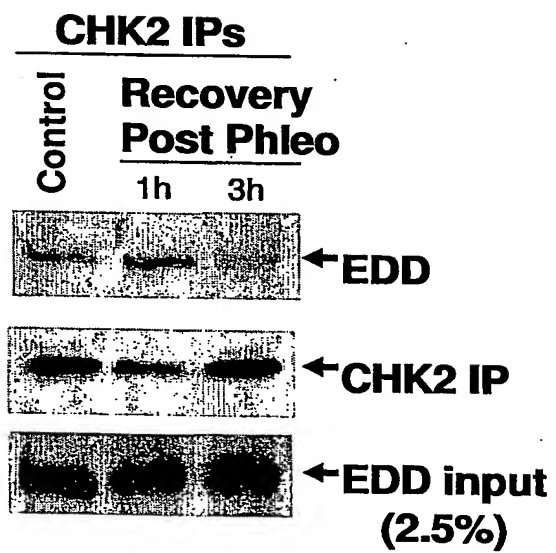 CHK2 IPs
Control
Recovery
Post Phleo
1h 3h
EDD
CHK2 IP
EDD input
(2.5%)